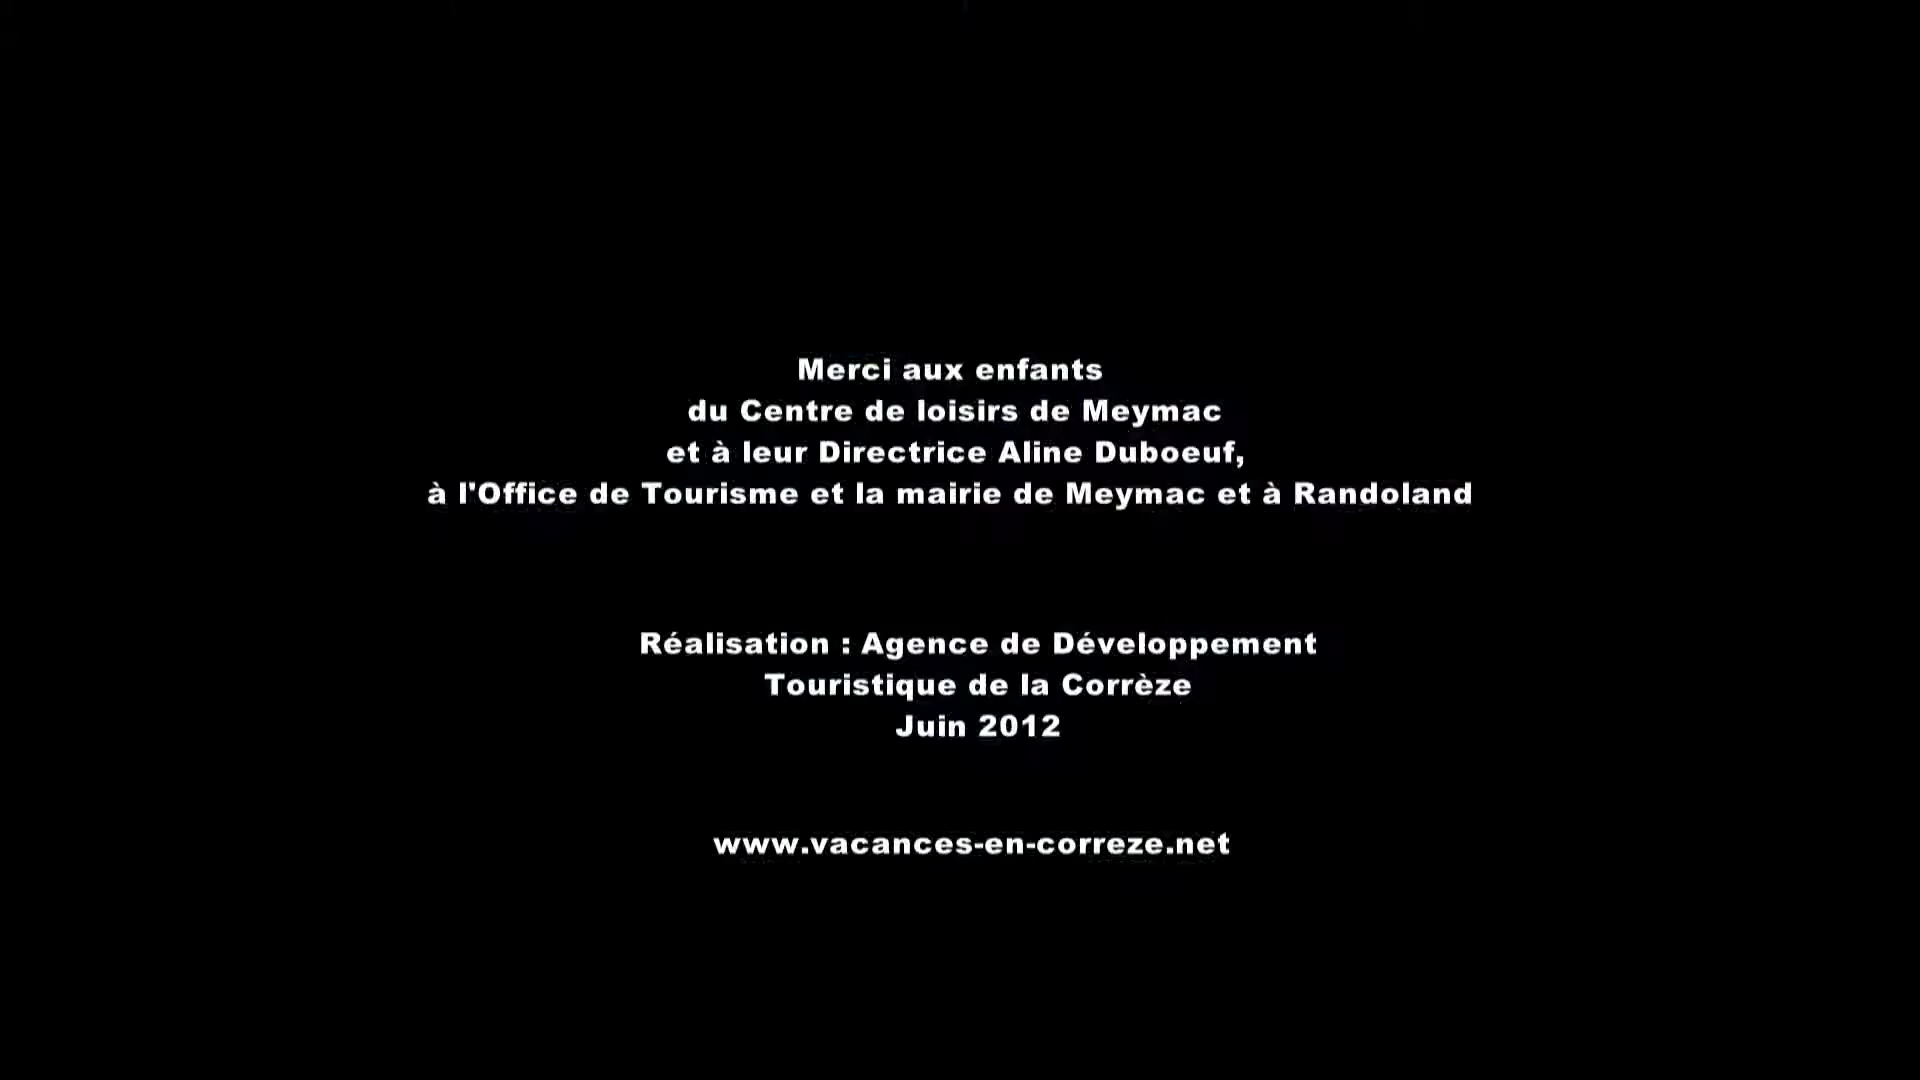 Merci aux enfants
du Centre de loisirs de Meymac
et à leur Directrice Aline Duboeuf,
à l'Office de Tourisme et la mairie de Meymac et à Randoland
Réalisation : Agence de Développement
Touristique de la Corrèze
Juin 2012
www.vacances-en-correze.net